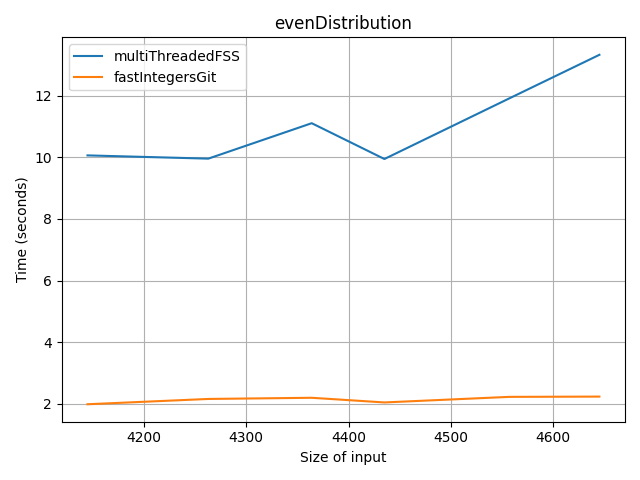 evenDistribution
multiThreadedFSS
fastIntegersGit
Time (seconds)
12
10
8
6
4
2
4200 4300 4400 4500 4600
Size of input